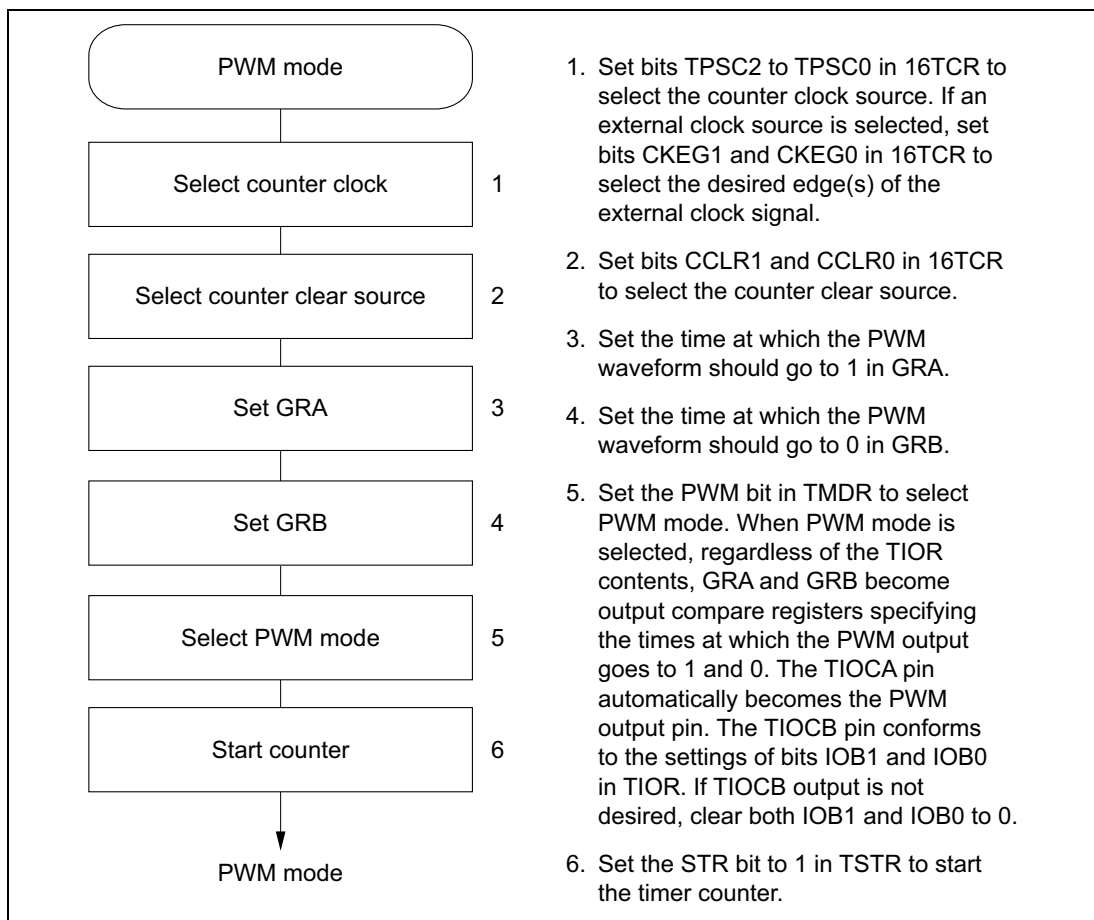 PWM mode
Select counter clock 1
Select counter clear source 2
Set GRA 3
Set GRB 4
Select PWM mode 5
Start counter 6
PWM mode
1. Set bits TPSC2 to TPSC0 in 16TCR to
select the counter clock source. If an
external clock source is selected, set
bits CKEG1 and CKEG0 in 16TCR to
select the desired edge(s) of the
external clock signal.
2. Set bits CCLR1 and CCLR0 in 16TCR
to select the counter clear source.
3. Set the time at which the PWM
waveform should go to 1 in GRA.
4. Set the time at which the PWM
waveform should go to 0 in GRB.
5. Set the PWM bit in TMDR to select
PWM mode. When PWM mode is
selected, regardless of the TIOR
contents, GRA and GRB become
output compare registers specifying
the times at which the PWM output
goes to 1 and 0. The TIOCA pin
automatically becomes the PWM
output pin. The TIOCB pin conforms
to the settings of bits IOB1 and IOB0
in TIOR. If TIOCB output is not
desired, clear both IOB1 and IOB0 to 0.
6. Set the STR bit to 1 in TSTR to start
the timer counter.